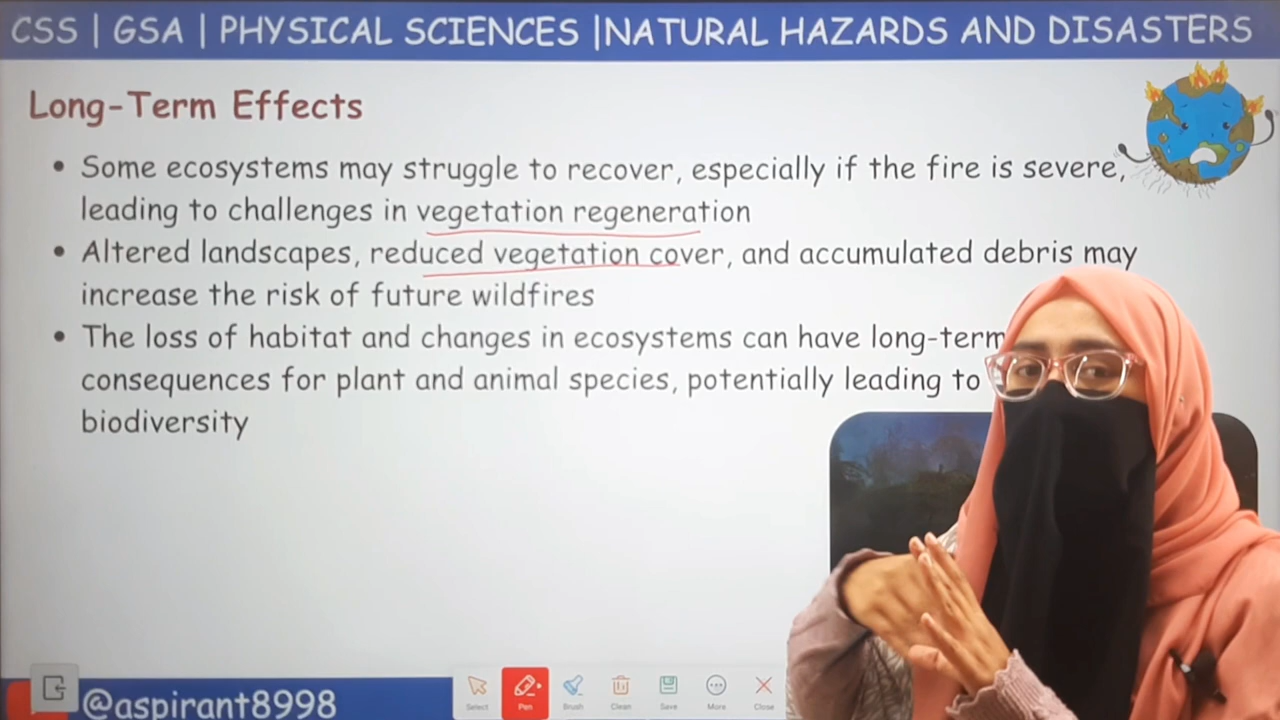 CSS | GSA | PHYSICAL SCIENCES |NATURAL HAZARDS AND DISASTERS
Long-Term Effects
• Some ecosystems may struggle to recover, especially if the fire is severe,
leading to challenges in vegetation regeneration
• Altered landscapes, reduced vegetation cover, and accumulated debris may
increase the risk of future wildfires
• The loss of habitat and changes in ecosystems can have long-term
consequences for plant and animal species, potentially leading to
biodiversity
@aspirant8998
Select Pen Brush Clean Save More Close